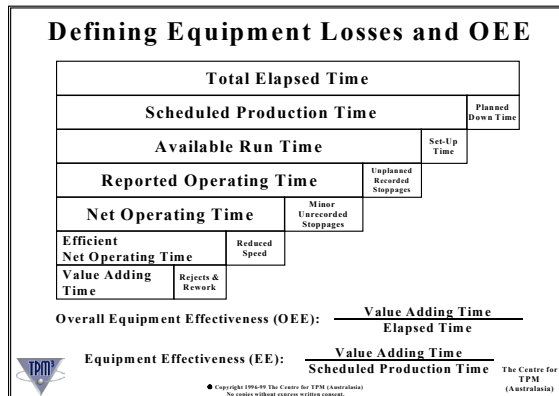 Defining Equipment Losses and OEE
Total Elapsed Time
Scheduled Production Time
Planned
Down Time
Available Run Time
Set-Up
Time
Reported Operating Time
Unplanned
Recorded
Stoppages
Net Operating Time
Minor
Unrecorded
Stoppages
Efficient
Net Operating Time
Reduced
Speed
Value Adding
Time
Rejects &
Rework
Overall Equipment Effectiveness (OEE):
Value Adding Time
Elapsed Time
Equipment Effectiveness (EE):
Value Adding Time
Scheduled Production Time
TPM³
Copyright 1996-99 The Centre for TPM (Australasia)
No copies without express written consent.
The Centre for
TPM
(Australasia)